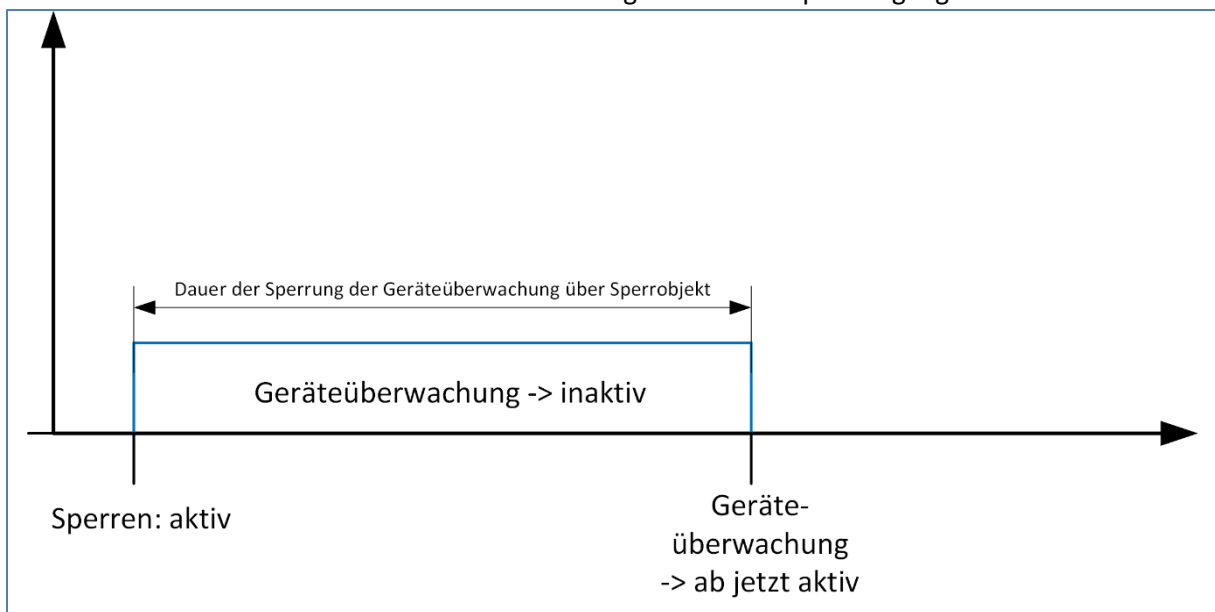 Dauer der Sperrung der Geräteüberwachung über Sperrobjekt
Geräteüberwachung -> inaktiv
Sperren: aktiv
Geräte-
überwachung
-> ab jetzt aktiv